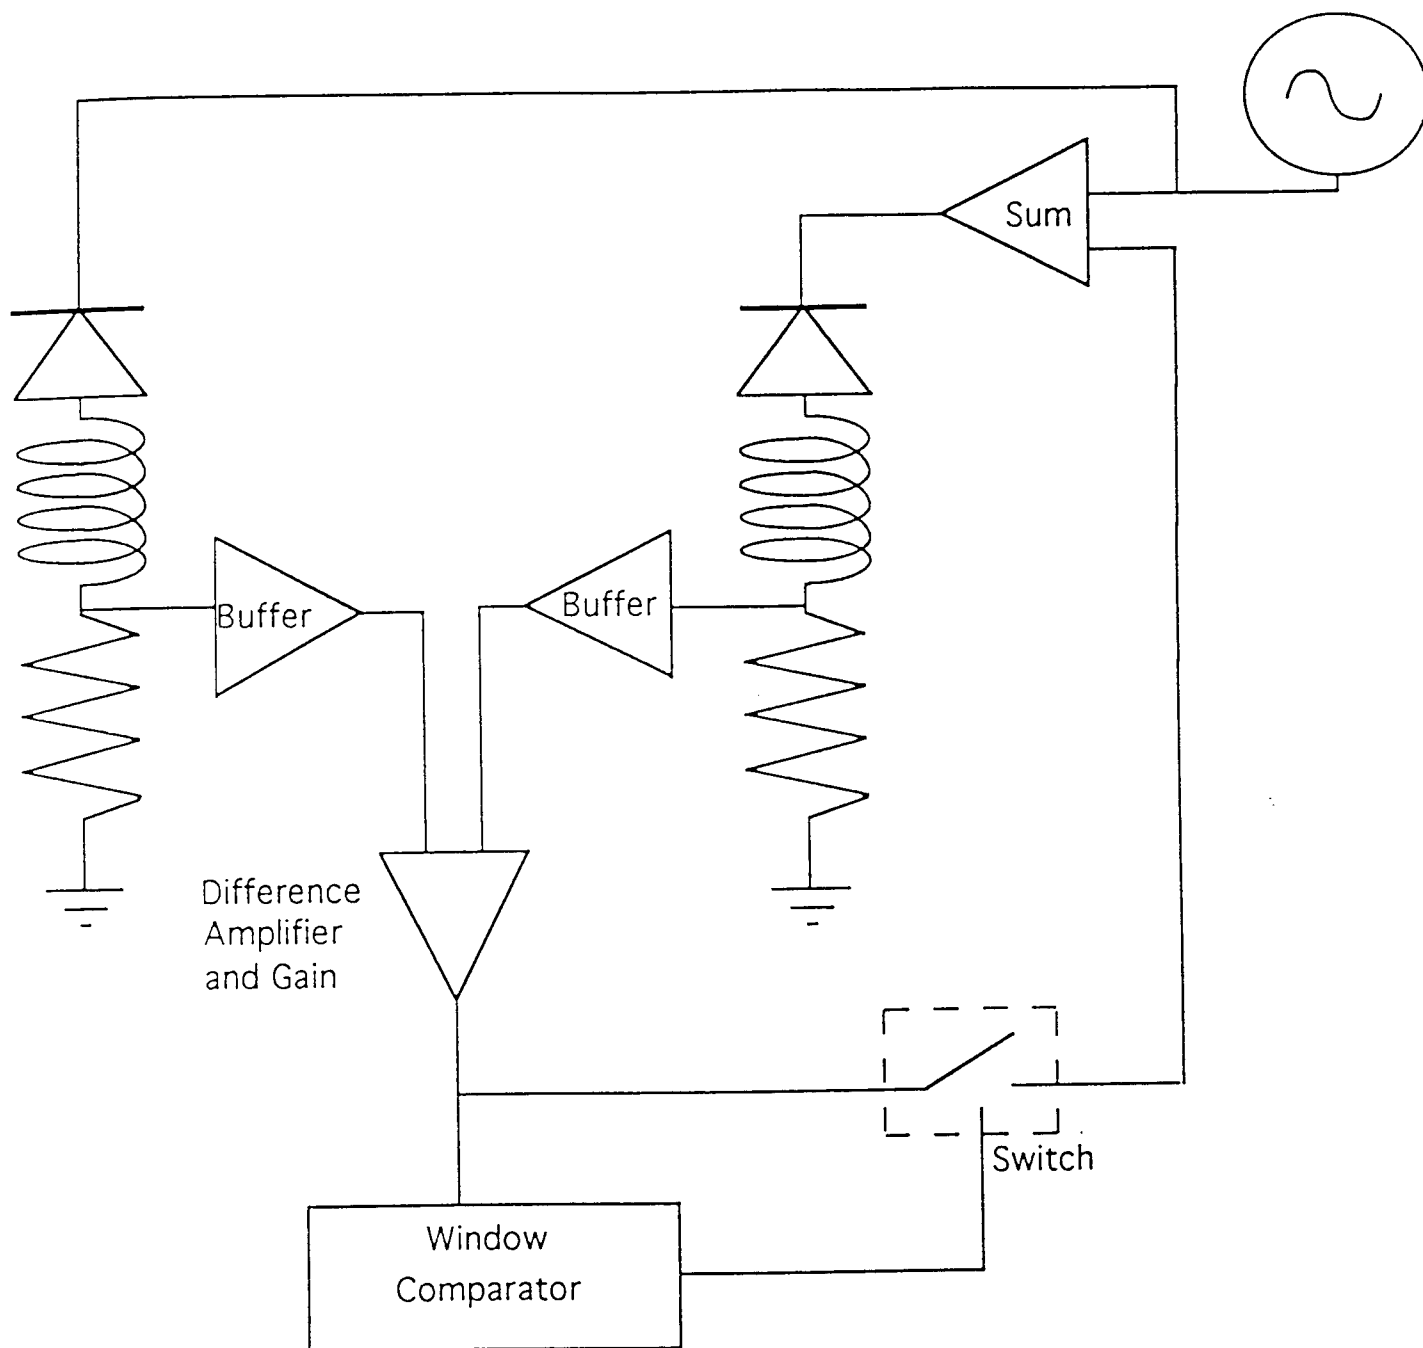 Sum
Buffer
Buffer
Difference
Amplifier
and Gain
Switch
Window
Comparator